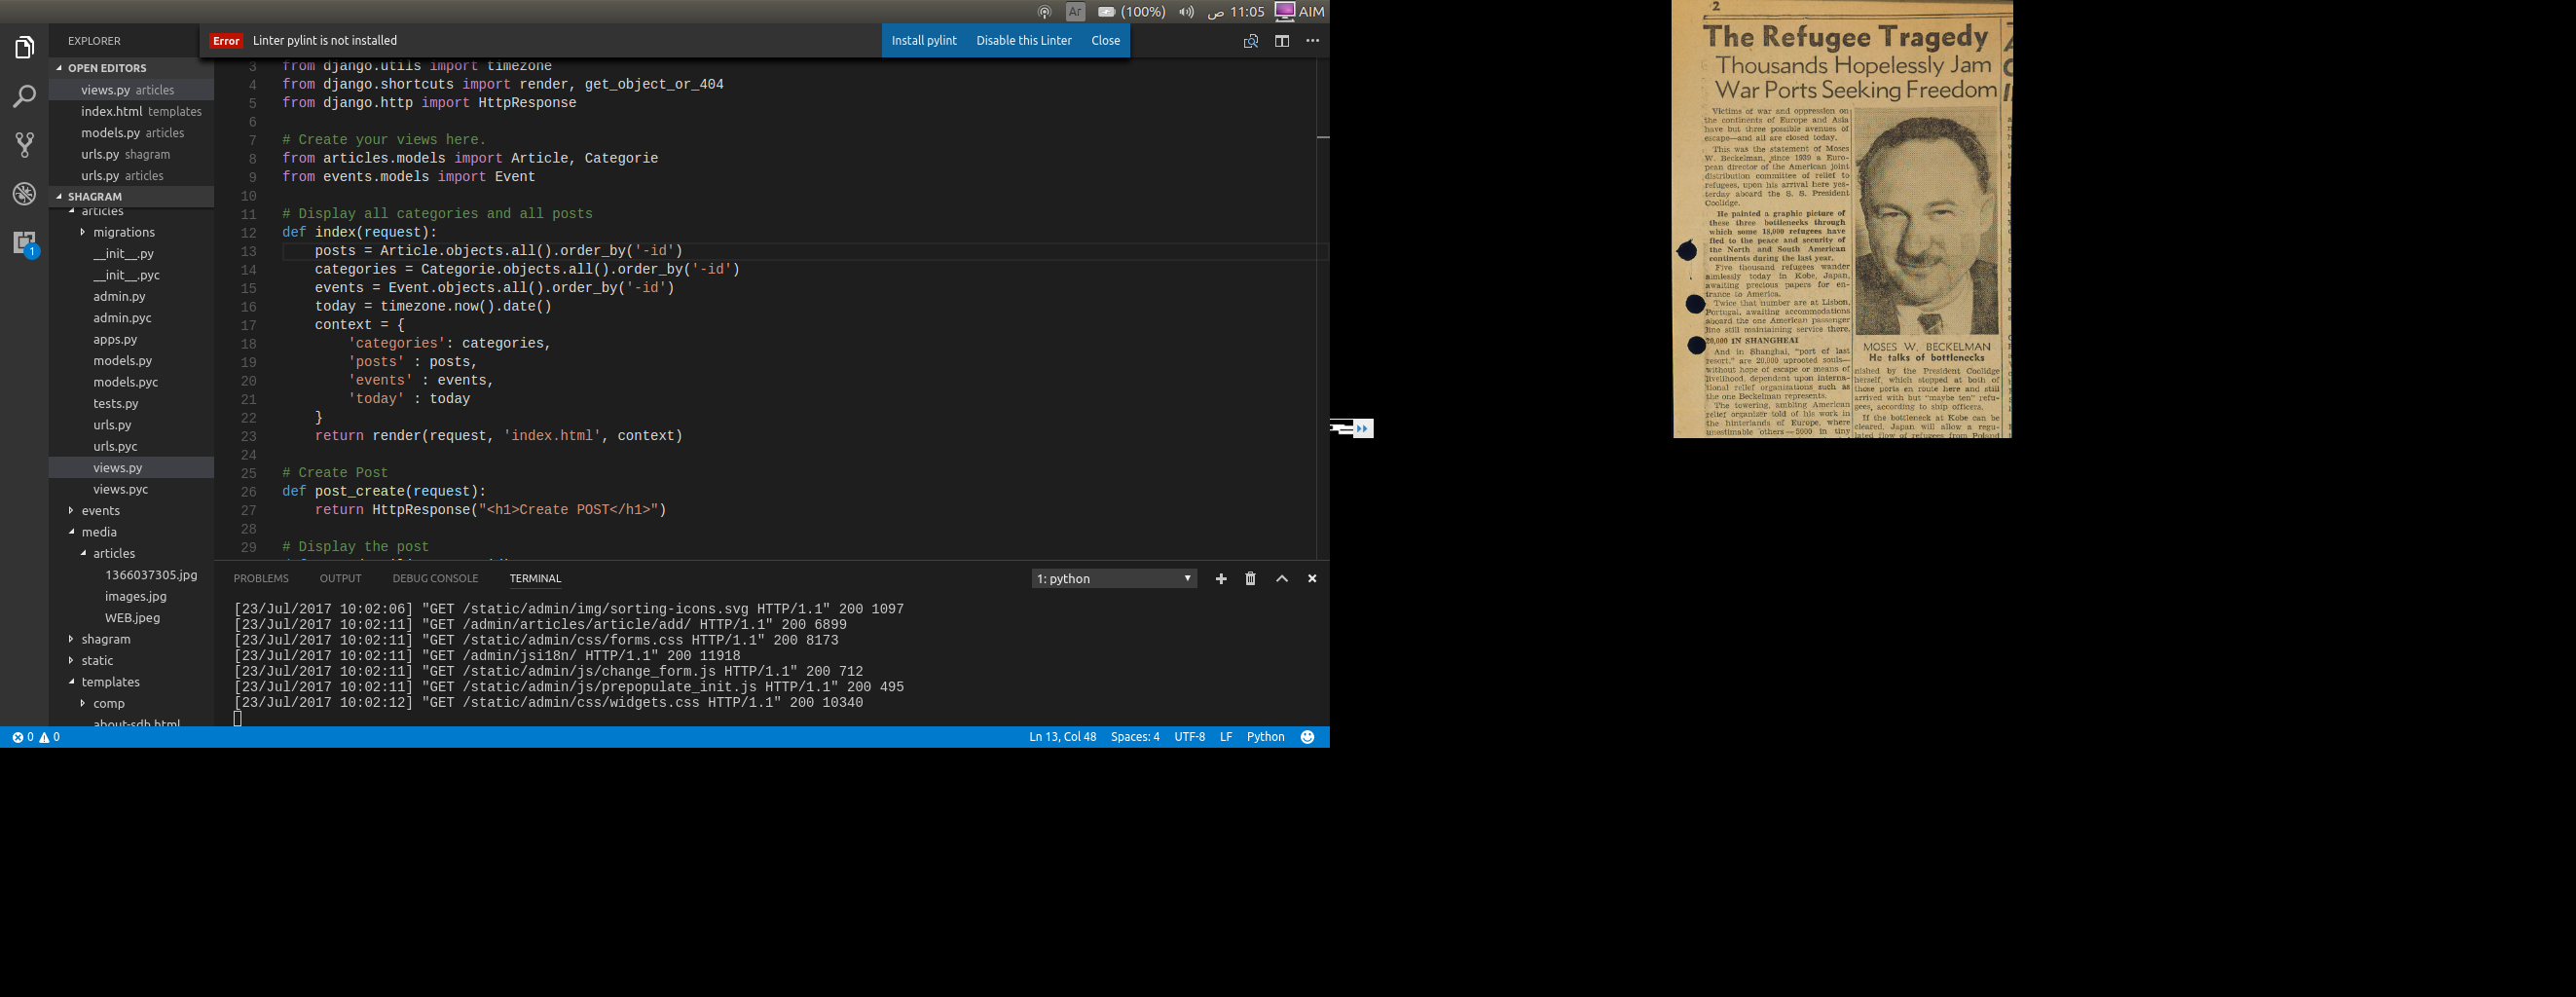 Ar
(100%)
11:05 ص
AIM
EXPLORER
Error
Linter pylint is not installed
Install pylint
Disable this Linter
Close
OPEN EDITORS
views.py articles
index.html templates
models.py articles
urls.py shagram
urls.py articles
SHAGRAM
articles
migrations
__init__.py
__init__.pyc
admin.py
admin.pyc
apps.py
models.py
models.pyc
tests.py
urls.py
urls.pyc
views.py
views.pyc
events
media
articles
1366037305.jpg
images.jpg
WEB.jpeg
shagram
static
templates
comp
about-sdh.html
1
3 from django.utils import timezone
4 from django.shortcuts import render, get_object_or_404
5 from django.http import HttpResponse
6
7 # Create your views here.
8 from articles.models import Article, Categorie
9 from events.models import Event
10
11 # Display all categories and all posts
12 def index(request):
13 posts = Article.objects.all().order_by('-id')
14 categories = Categorie.objects.all().order_by('-id')
15 events = Event.objects.all().order_by('-id')
16 today = timezone.now().date()
17 context = {
18 'categories': categories,
19 'posts' : posts,
20 'events' : events,
21 'today' : today
22 }
23 return render(request, 'index.html', context)
24
25 # Create Post
26 def post_create(request):
27 return HttpResponse("<h1>Create POST</h1>")
28
29 # Display the post
PROBLEMS
OUTPUT
DEBUG CONSOLE
TERMINAL
1: python
[23/Jul/2017 10:02:06] "GET /static/admin/img/sorting-icons.svg HTTP/1.1" 200 1097
[23/Jul/2017 10:02:11] "GET /admin/articles/article/add/ HTTP/1.1" 200 6899
[23/Jul/2017 10:02:11] "GET /static/admin/css/forms.css HTTP/1.1" 200 8173
[23/Jul/2017 10:02:11] "GET /admin/jsi18n/ HTTP/1.1" 200 11918
[23/Jul/2017 10:02:11] "GET /static/admin/js/change_form.js HTTP/1.1" 200 712
[23/Jul/2017 10:02:11] "GET /static/admin/js/prepopulate_init.js HTTP/1.1" 200 495
[23/Jul/2017 10:02:12] "GET /static/admin/css/widgets.css HTTP/1.1" 200 10340
0
0
Ln 13, Col 48
Spaces: 4
UTF-8
LF
Python
2
The Refugee Tragedy
Thousands Hopelessly Jam
War Ports Seeking Freedom
Victims of war and oppression on
the continents of Europe and Asia
have but three possible avenues of
escape—and all are closed today.
This was the statement of Moses
W. Beckelman, since 1939 a Euro-
pean director of the American joint
distribution committee of relief to
refugees, upon his arrival here yes-
terday aboard the S. S. President
Coolidge.
He painted a graphic picture of
these three bottlenecks through
which some 18,000 refugees have
fled to the peace and security of
the North and South American
continents during the last year.
Five thousand refugees wander
aimlessly today in Kobe, Japan,
awaiting precious papers for en-
trance to America.
Twice that number are at Lisbon,
Portugal, awaiting accommodations
aboard the one American passenger
line still maintaining service there.
20,000 IN SHANGHEAI
And in Shanghai, "port of last
resort," are 20,000 uprooted souls—
without hope of escape or means of
livelihood, dependent upon interna-
tional relief organizations such as
the one Beckelman represents.
The towering, ambling American
relief organizer told of his work in
the hinterlands of Europe, where
unestimable others—5000 in tiny
MOSES W. BECKELMAN
He talks of bottlenecks
nished by the President Coolidge
herself, which stopped at both of
those ports en route here and still
arrived with but "maybe ten" refu-
gees, according to ship officers.
If the bottleneck at Kobe can be
cleared, Japan will allow a regu-
lated flow of refugees from Poland